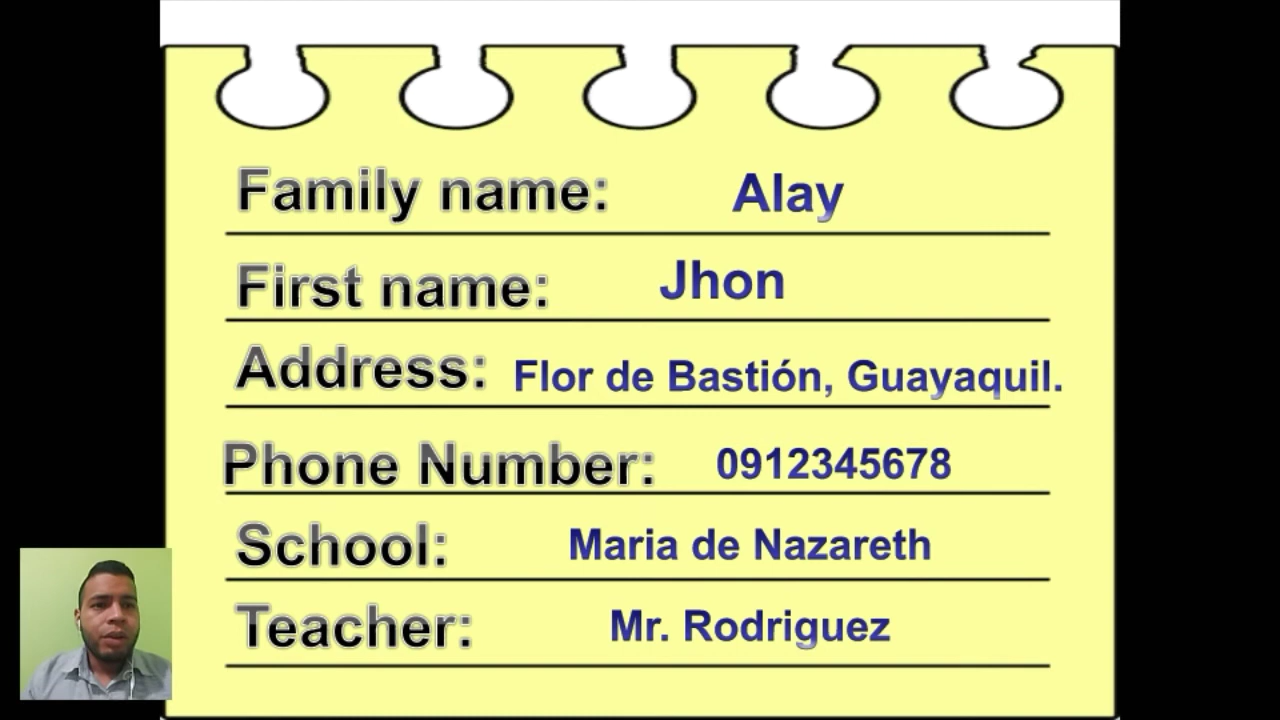 Family name: Alay
First name: Jhon
Address: Flor de Bastión, Guayaquil.
Phone Number: 0912345678
School: Maria de Nazareth
Teacher: Mr. Rodriguez